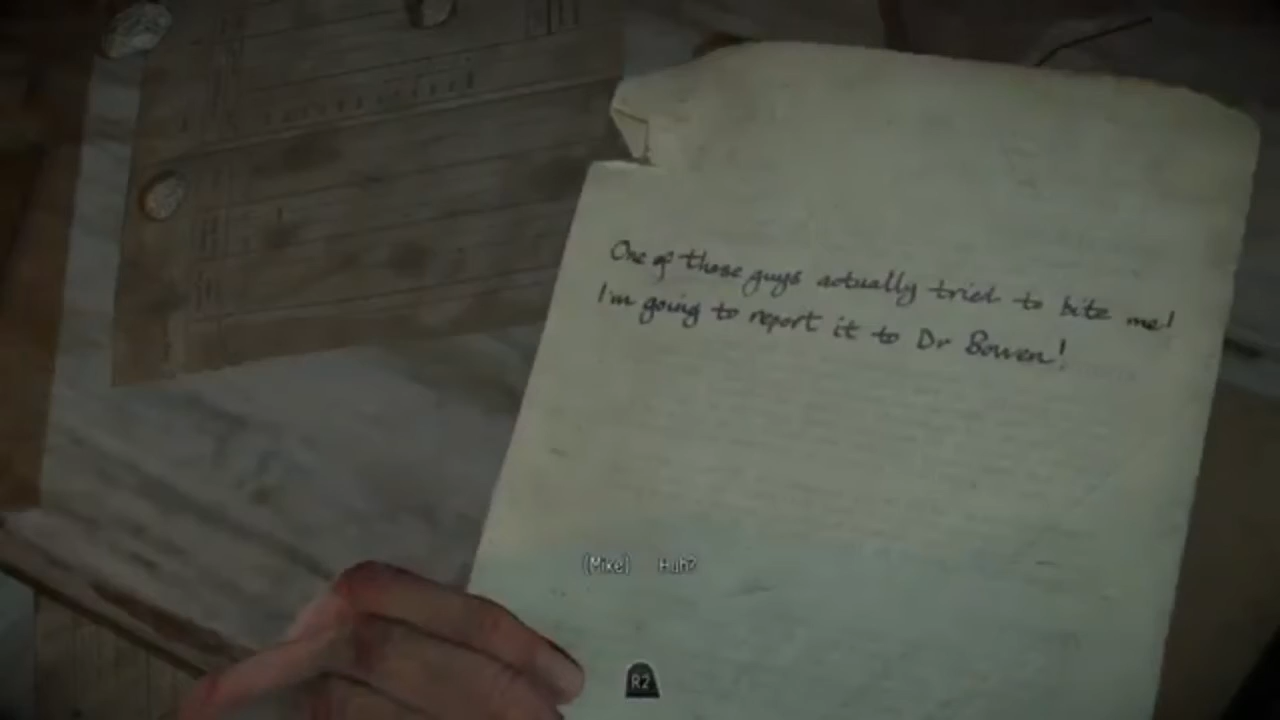 One of those guys actually tried to bite me!
I'm going to report it to Dr Bowen!
(Mike) Huh?
R2